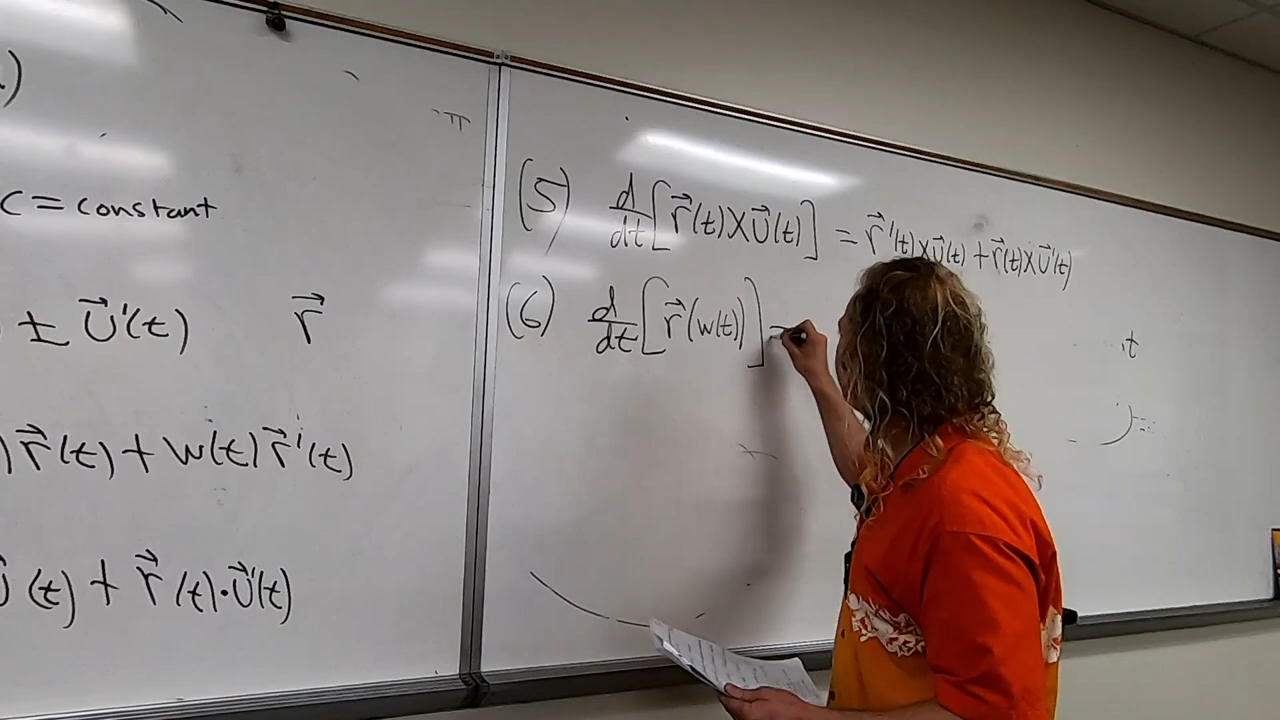 )
c = constant
± u⃗'(t) r⃗
) r⃗(t) + w(t) r⃗'(t)
u⃗(t) + r⃗(t)·u⃗'(t)
π
(5) d/dt [r⃗(t) X u⃗(t)] = r⃗'(t) X u⃗(t) + r⃗(t) X u⃗'(t)
(6) d/dt [r⃗(w(t))] =
t